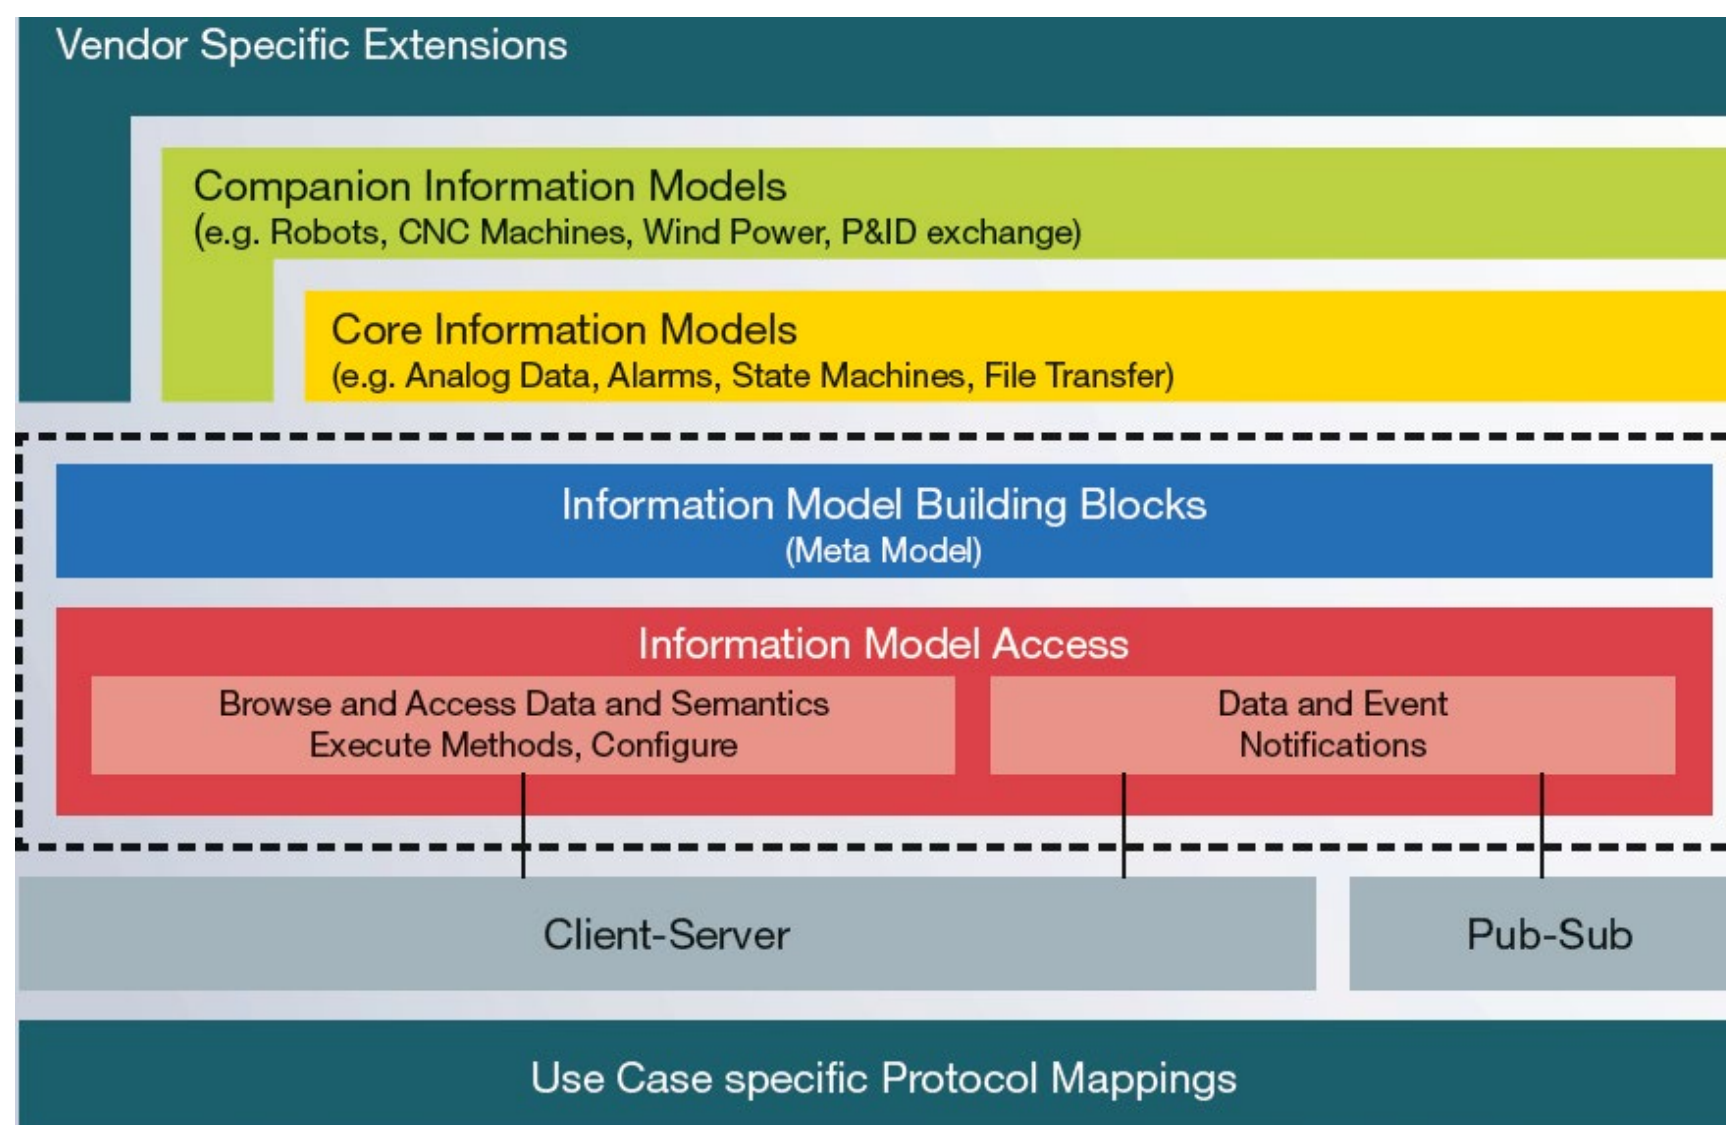 Vendor Specific Extensions
Companion Information Models
(e.g. Robots, CNC Machines, Wind Power, P&ID exchange)
Core Information Models
(e.g. Analog Data, Alarms, State Machines, File Transfer)
Information Model Building Blocks
(Meta Model)
Information Model Access
Browse and Access Data and Semantics
Execute Methods, Configure
Data and Event
Notifications
Client-Server
Pub-Sub
Use Case specific Protocol Mappings